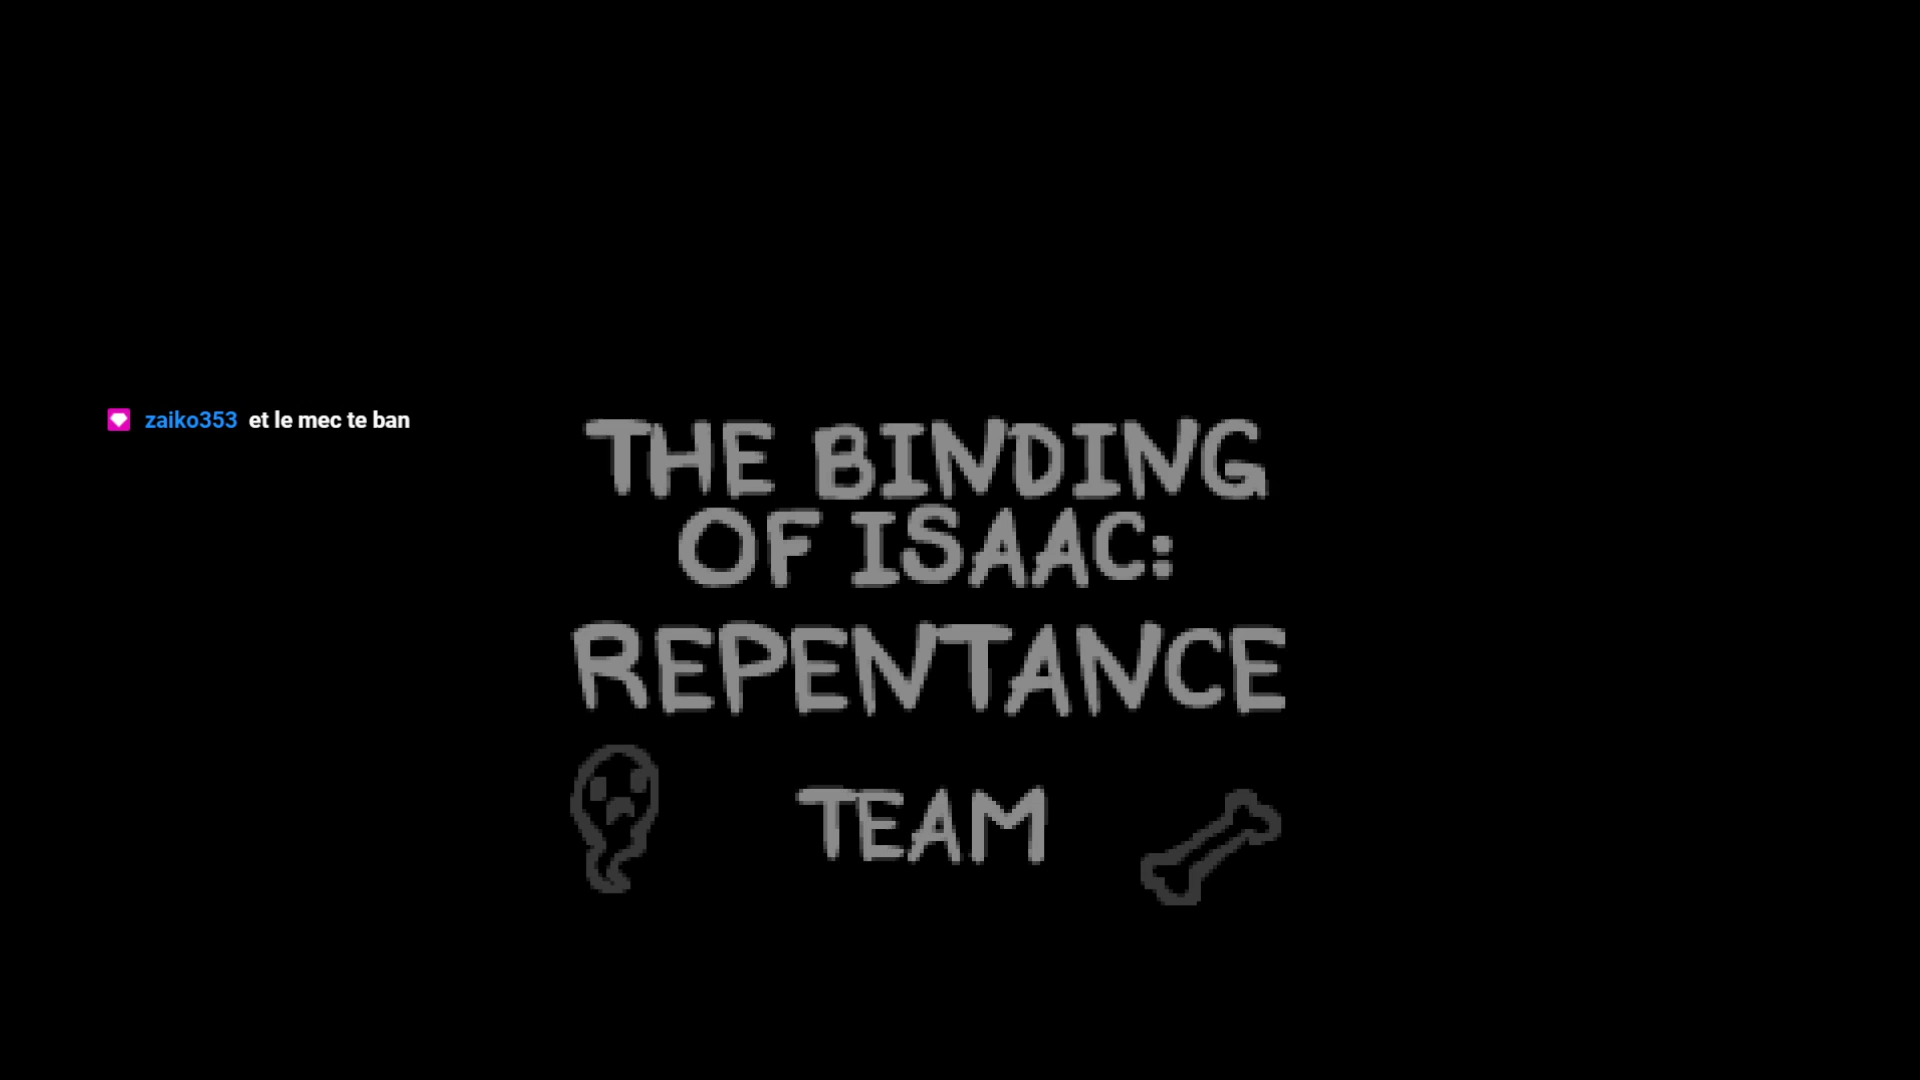 zaiko353 et le mec te ban
THE BINDING
OF ISAAC:
REPENTANCE
TEAM